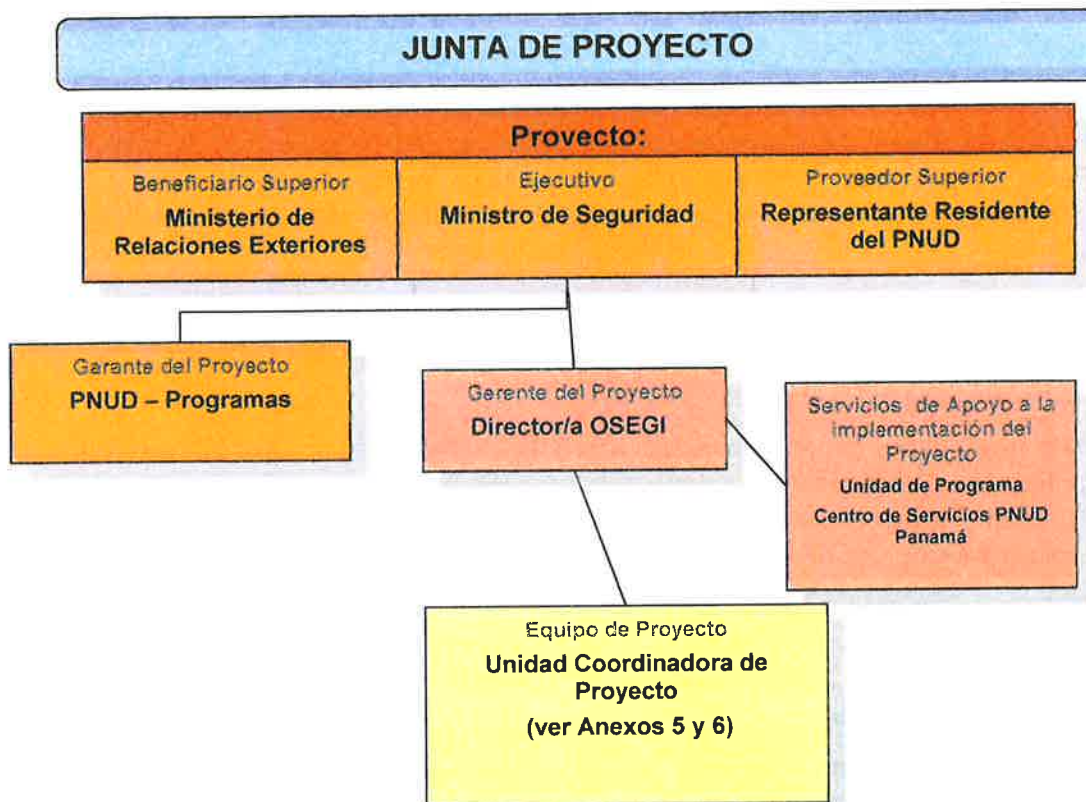 JUNTA DE PROYECTO
Provecto:
Beneficiario Superior
Ministerio de
Relaciones Exteriores
Ejecutivo
Ministro de Seguridad
Proveedor Superior
Representante Residente
del PNUD
Garante del Proyecto
PNUD – Programas
Gerente del Proyecto
Director/a OSEGI
Servicios de Apoyo a la
implementación del
Proyecto
Unidad de Programa
Centro de Servicios PNUD
Panamá
Equipo de Proyecto
Unidad Coordinadora de
Proyecto
(ver Anexos 5 y 6)